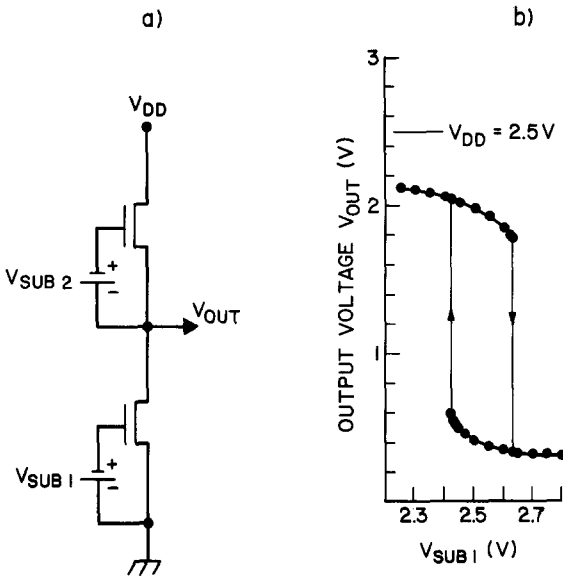 a)
V_DD
V_SUB 2
+
-
V_OUT
V_SUB 1
+
-
b)
OUTPUT VOLTAGE V_OUT (V)
3
2
1
V_DD = 2.5 V
2.3 2.5 2.7
V_SUB 1 (V)